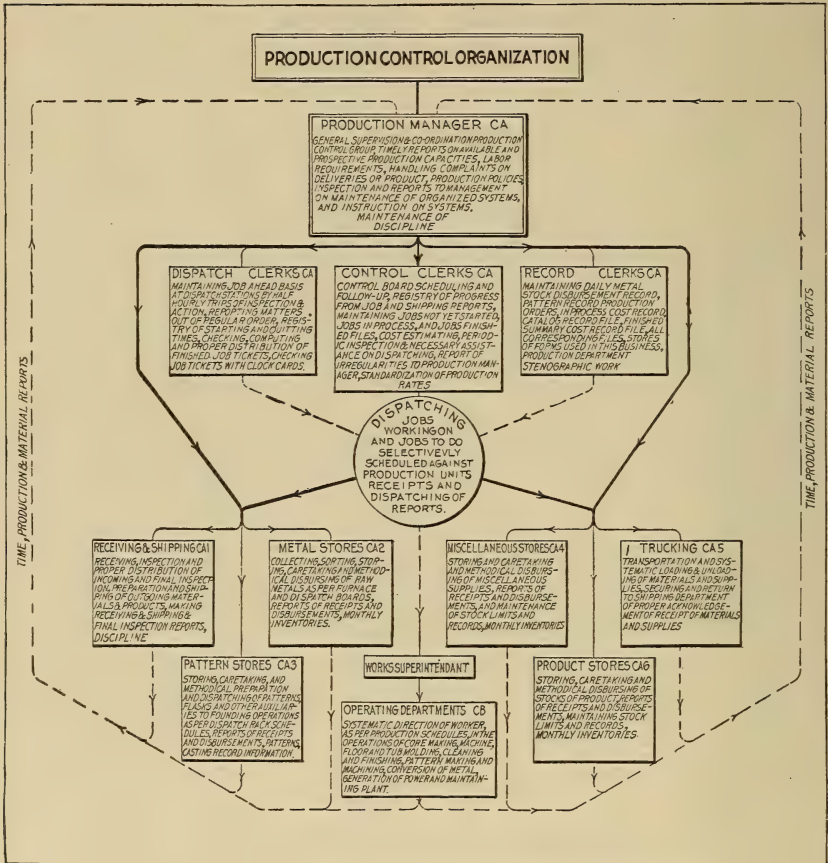 PRODUCTION CONTROL ORGANIZATION
PRODUCTION MANAGER CA
GENERAL SUPERVISION & CO-ORDINATION PRODUCTION
CONTROL GROUP, TIMELY REPORTS ON AVAILABLE AND
PROSPECTIVE PRODUCTION CAPACITIES, LABOR
REQUIREMENTS, HANDLING COMPLAINTS ON
DELIVERIES OR PRODUCT, PRODUCTION POLICIES,
INSPECTION AND REPORTS TO MANAGEMENT
ON MAINTENANCE OF ORGANIZED SYSTEMS,
AND INSTRUCTION ON SYSTEMS.
MAINTENANCE OF
DISCIPLINE
DISPATCH CLERKS CA
MAINTAINING JOB AHEAD BASIS
AT DISPATCH STATIONS BY HALF
HOURLY TRIPS OF INSPECTION &
ACTION, REPORTING MATTERS
OUT OF REGULAR ORDER, REGIS-
TRY OF STARTING AND QUITTING
TIMES, CHECKING, COMPUTING
AND PROPER DISTRIBUTION OF
FINISHED JOB TICKETS, CHECKING
JOB TICKETS WITH CLOCK CARDS.
CONTROL CLERKS CA
CONTROL BOARD SCHEDULING AND
FOLLOW-UP, REGISTRY OF PROGRESS
FROM JOB AND SHIPPING REPORTS,
MAINTAINING JOBS NOT YET STARTED,
JOBS IN PROCESS, AND JOBS FINISH-
ED FILES, COST ESTIMATING, PERIOD-
IC INSPECTION & NECESSARY ASSIST-
ANCE ON DISPATCHING, REPORT OF
IRREGULARITIES TO PRODUCTION MAN-
AGER, STANDARDIZATION OF PRODUCTION
RATES
RECORD CLERKS CA
MAINTAINING DAILY METAL
STOCK DISBURSEMENT RECORD,
PATTERN RECORD PRODUCTION
ORDERS, IN PROCESS COST RECORD,
CATALOG RECORD FILE, FINISHED
SUMMARY COST RECORD FILE, ALL
CORRESPONDING FILES, STORES
OF FORMS USED IN THIS BUSINESS,
PRODUCTION DEPARTMENT
STENOGRAPHIC WORK
DISPATCHING
JOBS
WORKING ON
AND JOBS TO DO
SELECTIVEVLY
SCHEDULED AGAINST
PRODUCTION UNITS
RECEIPTS AND
DISPATCHING OF
REPORTS.
TIME, PRODUCTION & MATERIAL REPORTS
TIME, PRODUCTION & MATERIAL REPORTS
RECEIVING & SHIPPING CA1
RECEIVING, INSPECTION AND
PROPER DISTRIBUTION OF
INCOMING AND FINAL INSPECT-
ION, PREPARATION AND SHIP-
PING OF OUTGOING MATER-
IALS & PRODUCTS, MAKING
RECEIVING & SHIPPING &
FINAL INSPECTION REPORTS,
DISCIPLINE
METAL STORES CA2
COLLECTING, SORTING, STOR-
ING, CARETAKING AND METHOD-
ICAL DISBURSING OF RAW
METALS AS PER FURNACE
AND DISPATCH BOARDS,
REPORTS OF RECEIPTS AND
DISBURSEMENTS, MONTHLY
INVENTORIES.
MISCELLANEOUS STORES CA4
STORING AND CARETAKING
AND METHODICAL DISBURS-
ING OF MISCELLANEOUS
SUPPLIES, REPORTS OF
RECEIPTS AND DISBURSE-
MENTS, AND MAINTENANCE
OF STOCK LIMITS AND
RECORDS, MONTHLY INVENTORIES
TRUCKING CA5
TRANSPORTATION AND SYS-
TEMATIC LOADING & UNLOAD-
ING OF MATERIALS AND SUPP-
LIES, SECURING AND RETURN
TO SHIPPING DEPARTMENT
OF PROPER ACKNOWLEDGE-
MENT OF RECEIPT OF MATERIALS
AND SUPPLIES
PATTERN STORES CA3
STORING, CARETAKING, AND
METHODICAL PREPARATION
AND DISPATCHING OF PATTERNS,
FLASKS AND OTHER AUXILIAR-
IES TO FOUNDING OPERATIONS
AS PER DISPATCH RACK SCHE-
DULES, REPORTS OF RECEIPTS
AND DISBURSEMENTS, PATTERNS,
CASTING RECORD INFORMATION.
WORKS SUPERINTENDANT
OPERATING DEPARTMENTS CB
SYSTEMATIC DIRECTION OF WORKER,
AS PER PRODUCTION SCHEDULES, IN THE
OPERATIONS OF CORE MAKING, MACHINE,
FLOOR AND TUB MOLDING, CLEANING
AND FINISHING, PATTERN MAKING AND
MACHINING, CONVERSION OF METAL,
GENERATION OF POWER AND MAINTAIN-
ING PLANT.
PRODUCT STORES CA6
STORING, CARETAKING AND
METHODICAL DISBURSING OF
STOCKS OF PRODUCT, REPORTS
OF RECEIPTS AND DISBURSE-
MENTS, MAINTAINING STOCK
LIMITS AND RECORDS,
MONTHLY INVENTORIES